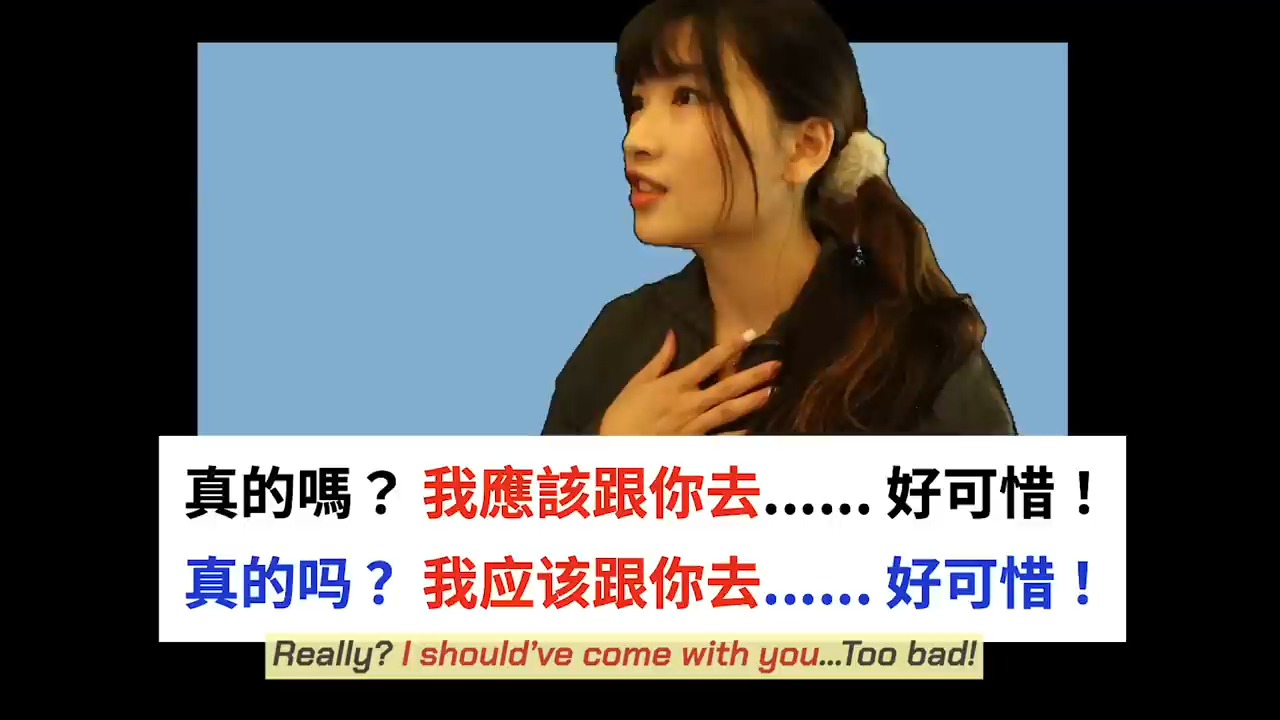 真的嗎？ 我應該跟你去...... 好可惜！
真的吗？ 我应该跟你去...... 好可惜！
Really? I should've come with you...Too bad!